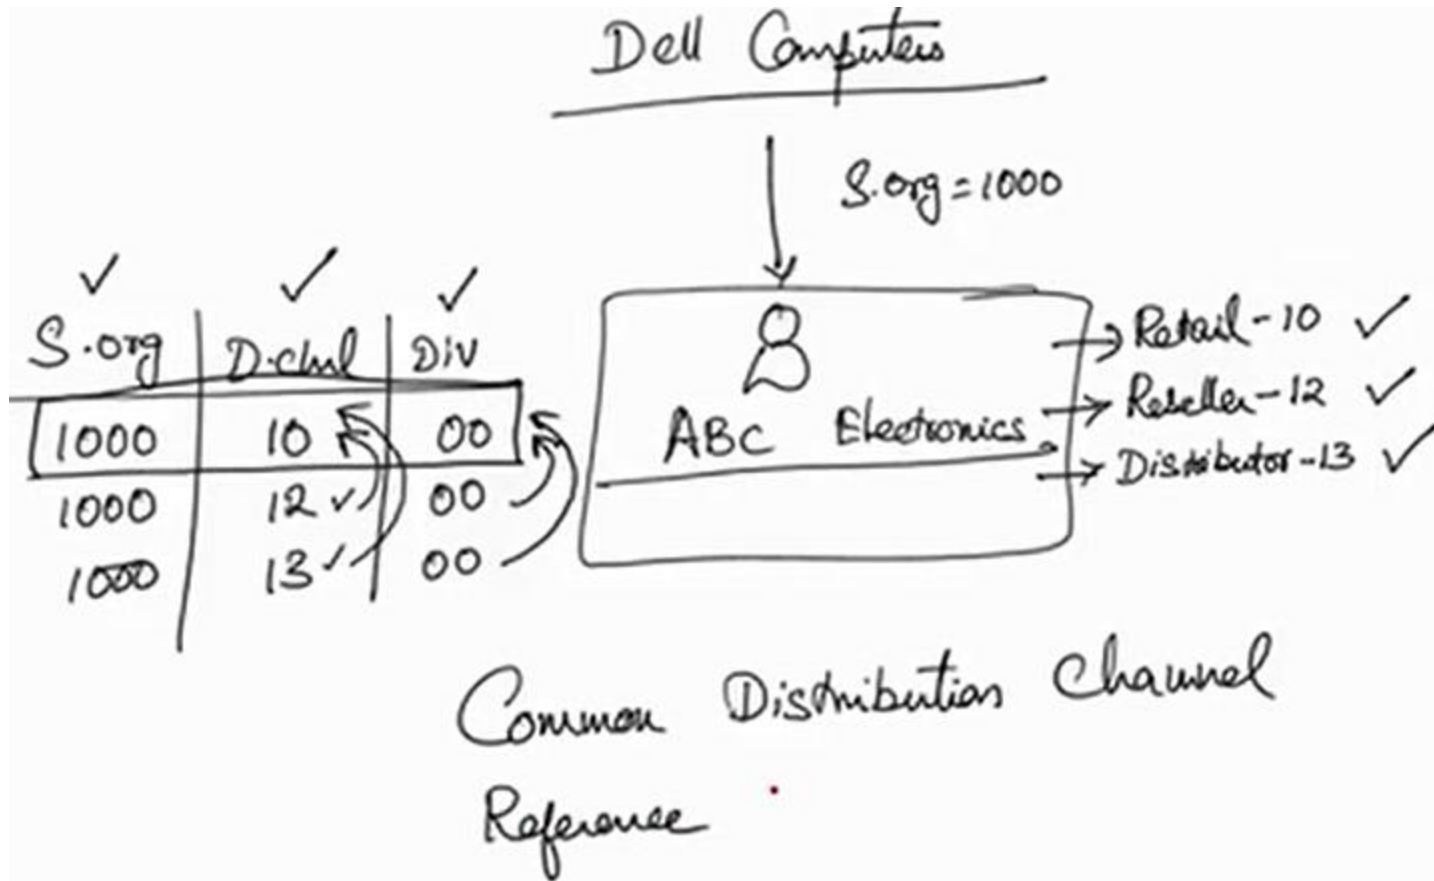 Dell Computers
S.org = 1000
S.org D.chnl Div
1000 10 00
1000 12 00
1000 13 00
ABC Electronics
Retail - 10
Reseller - 12
Distributor - 13
Common Distribution Channel
Reference